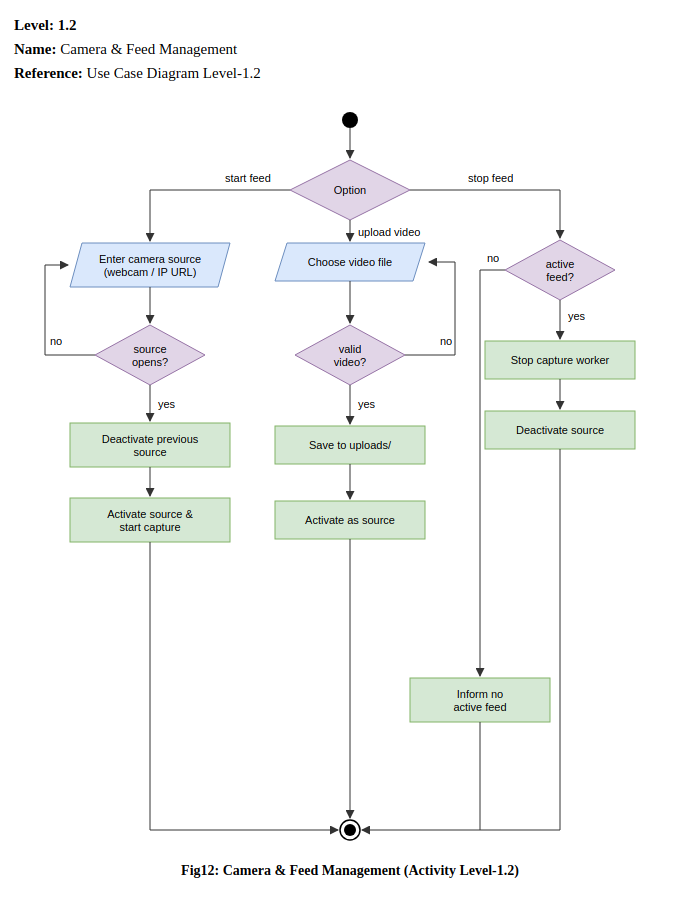 Level: 1.2
Name: Camera & Feed Management
Reference: Use Case Diagram Level-1.2
start feed
Option
stop feed
upload video
Enter camera source
(webcam / IP URL)
Choose video file
no
active
feed?
yes
no
source
opens?
valid
video?
no
Stop capture worker
yes
yes
Deactivate previous
source
Save to uploads/
Deactivate source
Activate source &
start capture
Activate as source
Inform no
active feed
Fig12: Camera & Feed Management (Activity Level-1.2)